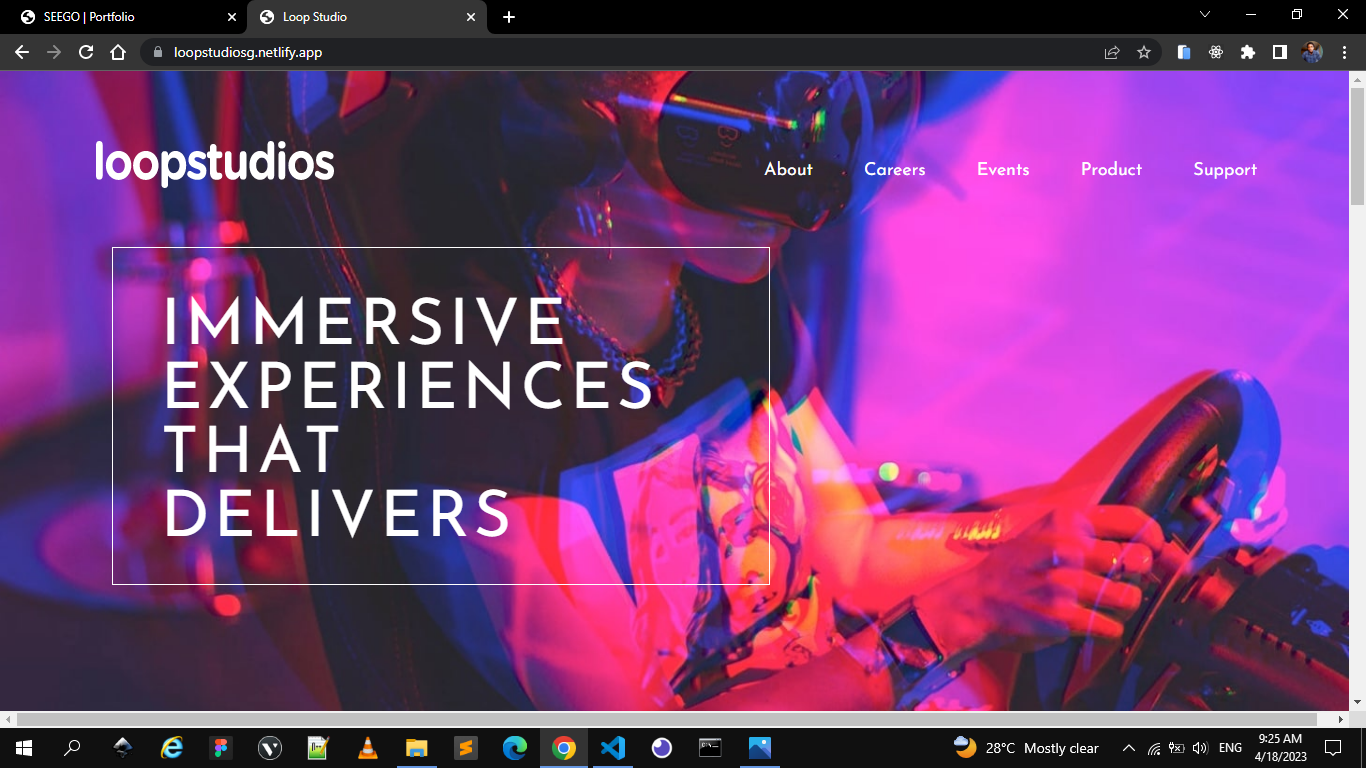 SEEGO | Portfolio
Loop Studio
loopstudiosg.netlify.app
loopstudios
About Careers Events Product Support
IMMERSIVE
EXPERIENCES
THAT
DELIVERS
28°C Mostly clear
ENG
9:25 AM
4/18/2023